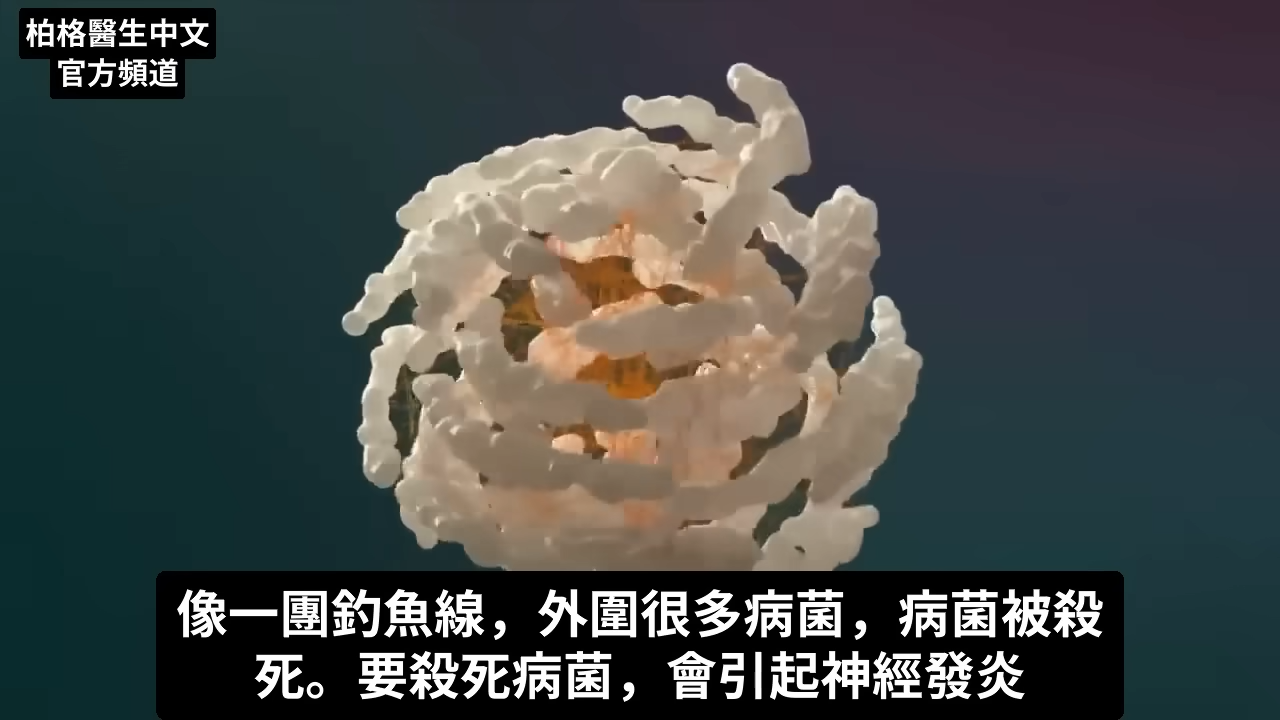 柏格醫生中文
官方頻道
像一團釣魚線，外圍很多病菌，病菌被殺
死。要殺死病菌，會引起神經發炎